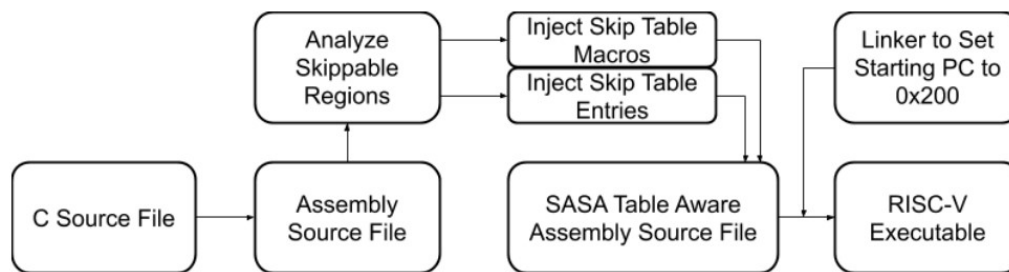 Analyze
Skippable
Regions
Inject Skip Table
Macros
Inject Skip Table
Entries
Linker to Set
Starting PC to
0x200
C Source File
Assembly
Source File
SASA Table Aware
Assembly Source File
RISC-V
Executable